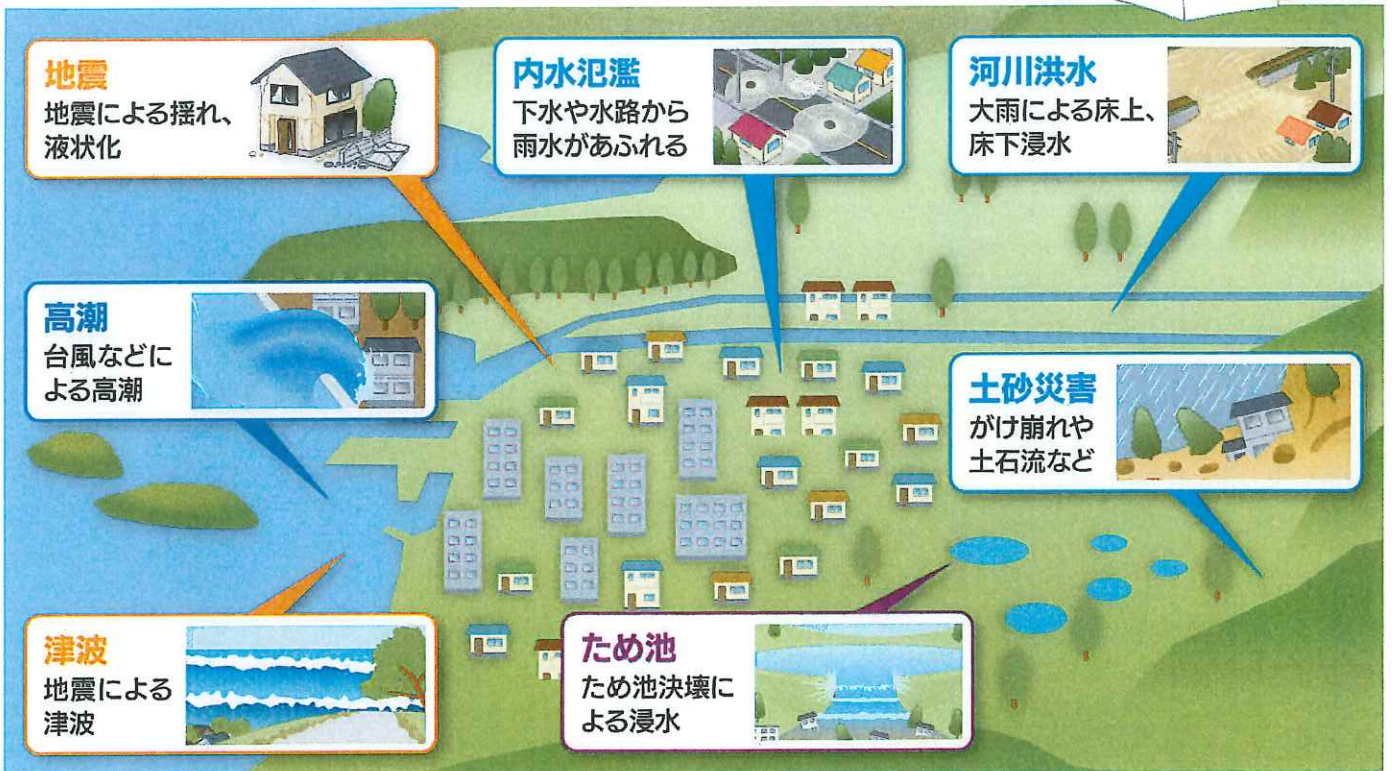 地震
地震による揺れ、
液状化
内水氾濫
下水や水路から
雨水があふれる
河川洪水
大雨による床上、
床下浸水
高潮
台風などに
よる高潮
土砂災害
がけ崩れや
土石流など
津波
地震による
津波
ため池
ため池決壊に
よる浸水